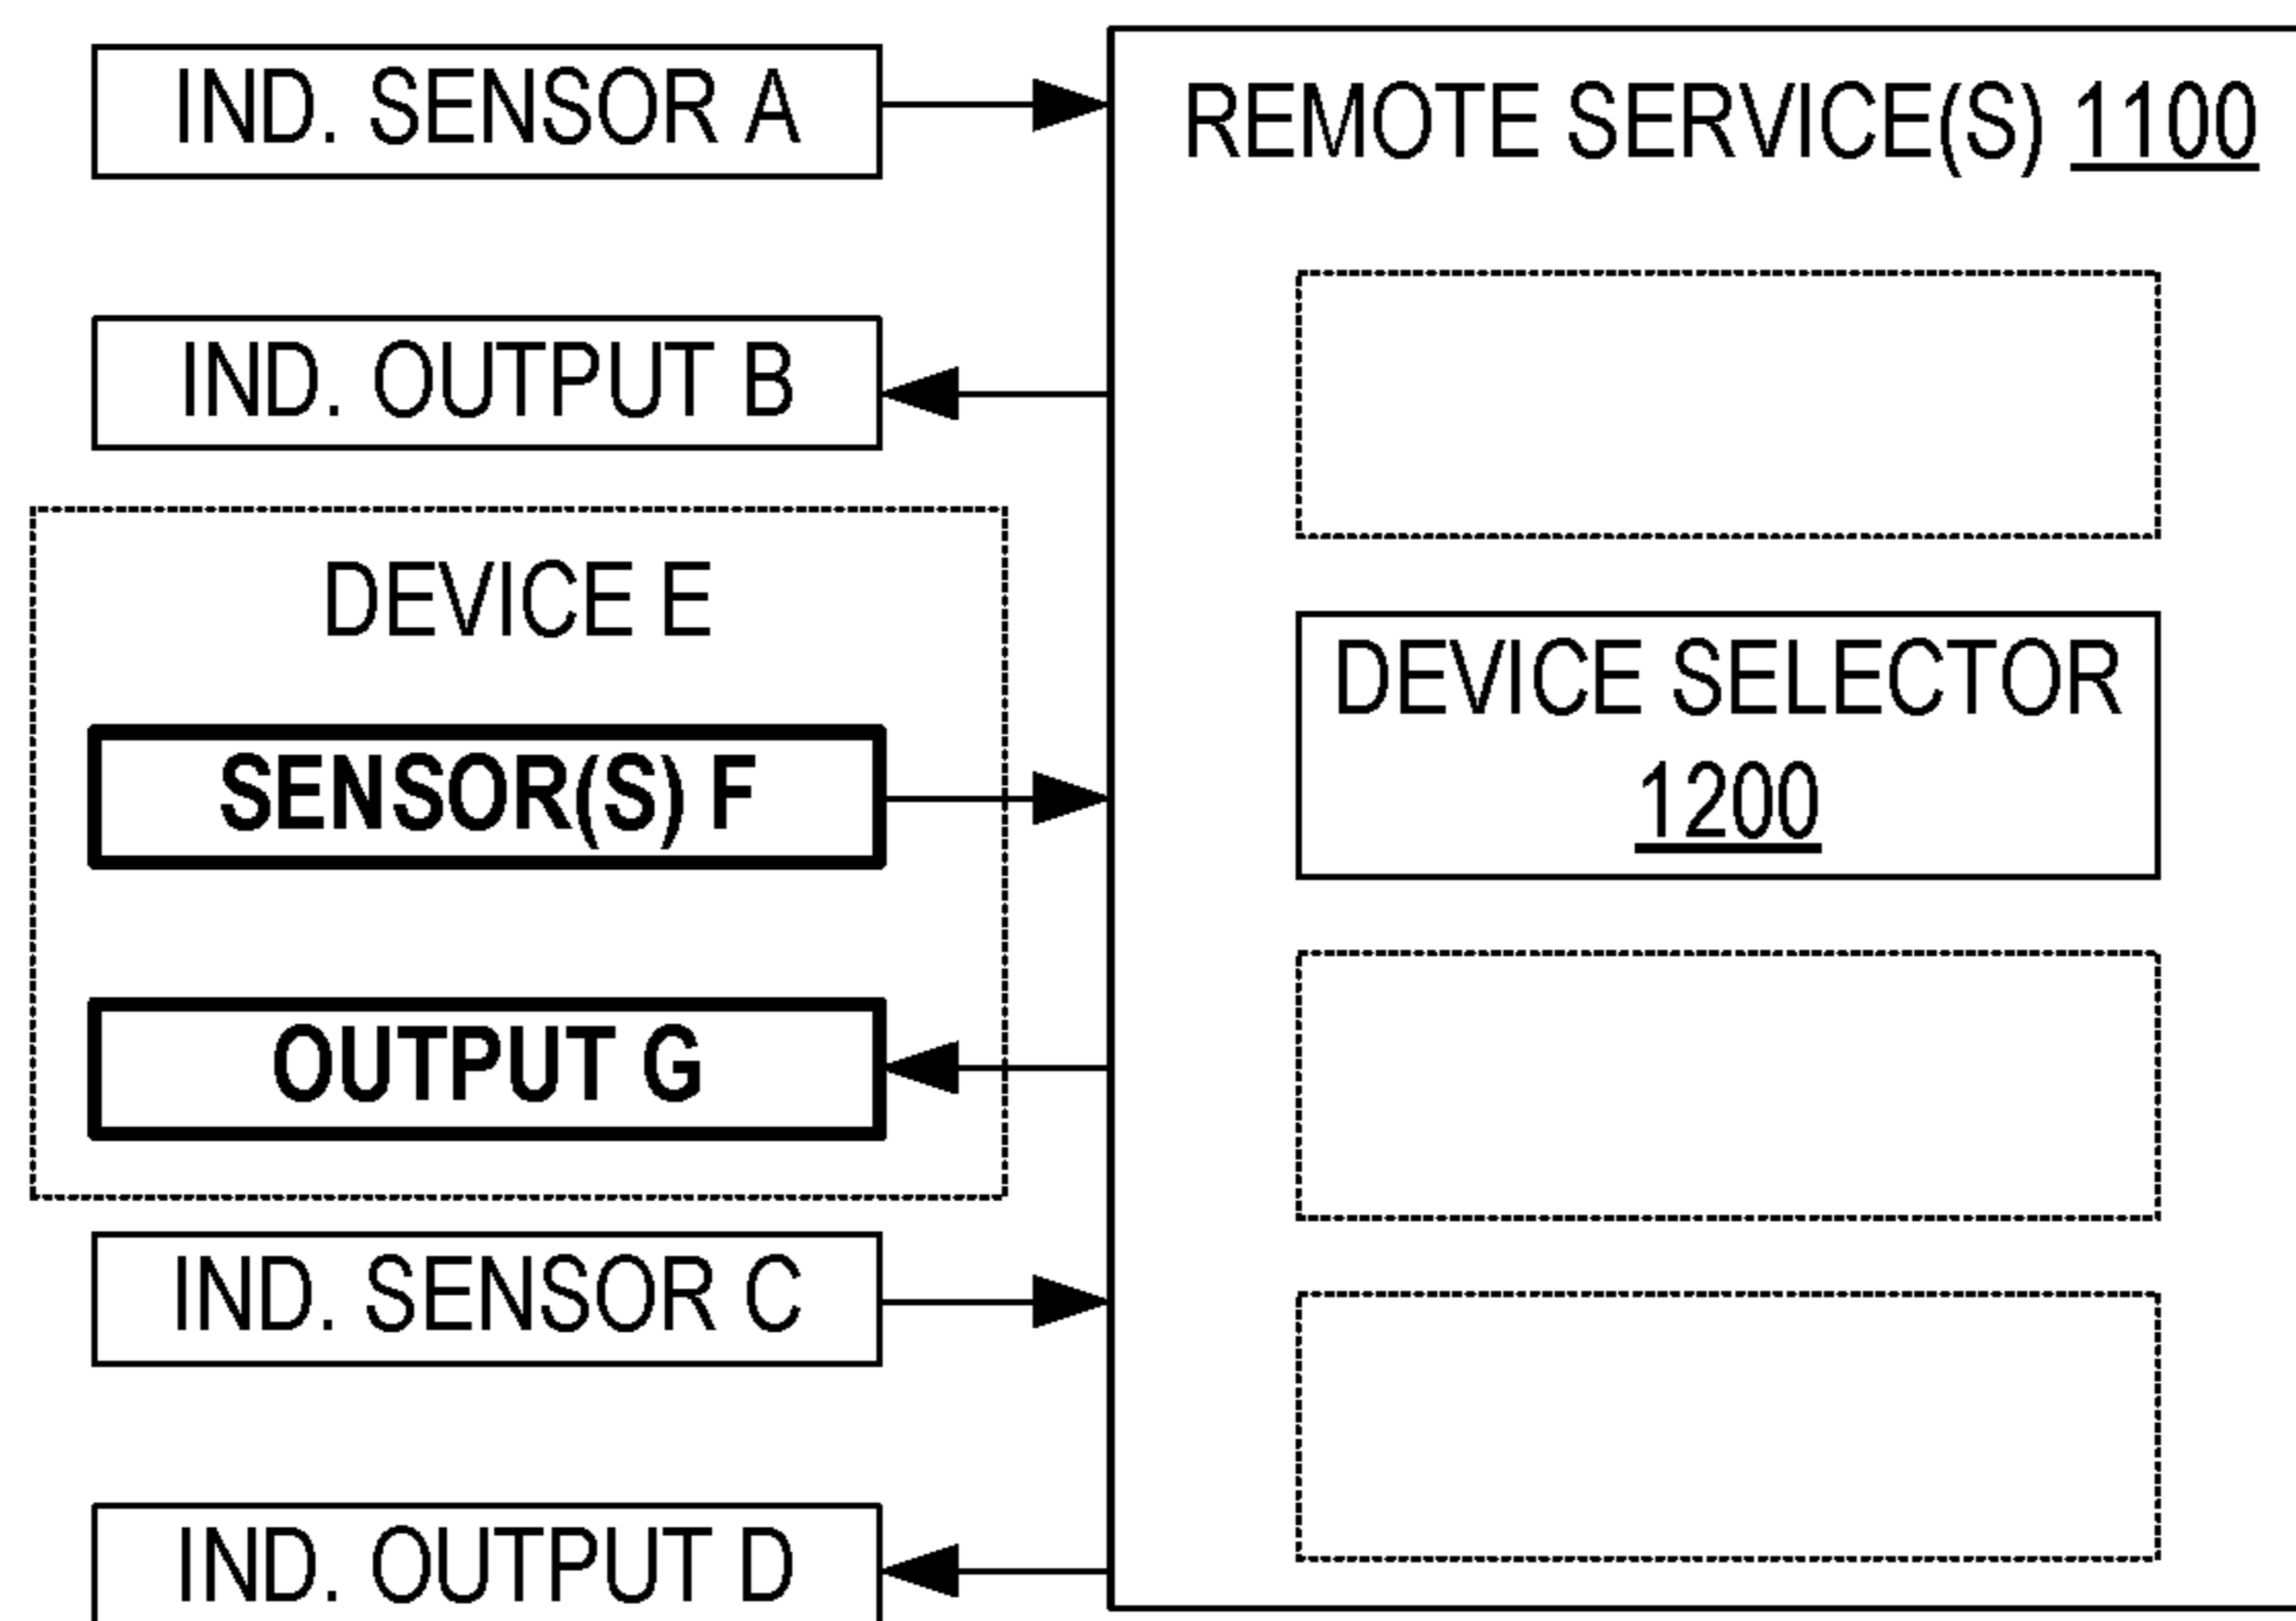 IND. SENSOR A
REMOTE SERVICE(S) 1100
IND. OUTPUT B
DEVICE E
SENSOR(S) F
OUTPUT G
DEVICE SELECTOR
1200
IND. SENSOR C
IND. OUTPUT D